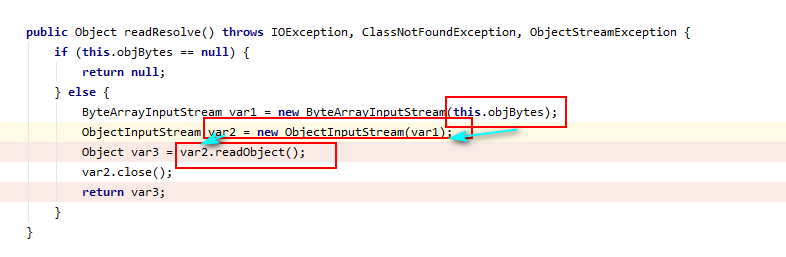 public Object readResolve() throws IOException, ClassNotFoundException, ObjectStreamException {
if (this.objBytes == null) {
return null;
} else {
ByteArrayInputStream var1 = new ByteArrayInputStream(this.objBytes);
ObjectInputStream var2 = new ObjectInputStream(var1);
Object var3 = var2.readObject();
var2.close();
return var3;
}
}